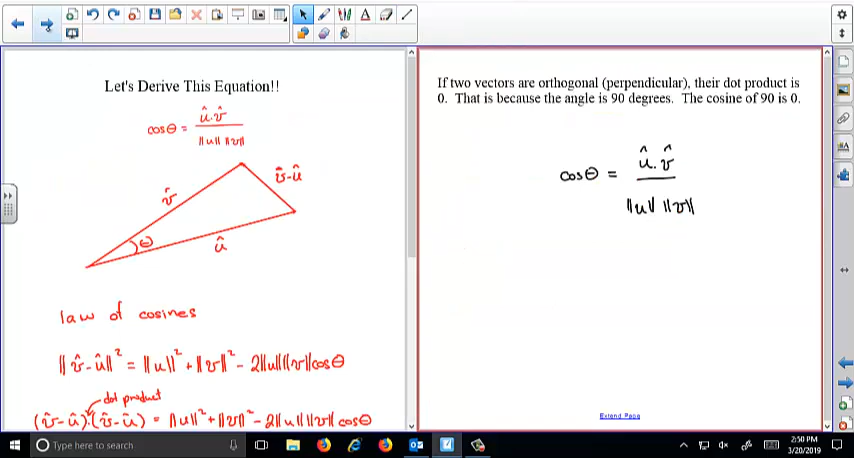 Let's Derive This Equation!!
cosθ = û·v̂ / ||u|| ||v||
v̂
v̂-û
θ
û
law of cosines
||v̂-û||² = ||u||² + ||v||² - 2||u||||v||cosθ
dot product
(v̂-û)·(v̂-û) = ||u||² + ||v||² - 2||u||||v|| cosθ
If two vectors are orthogonal (perpendicular), their dot product is
0. That is because the angle is 90 degrees. The cosine of 90 is 0.
cosθ = û·v̂ / ||u|| ||v||
Extend Page
Type here to search
2:50 PM
3/20/2019